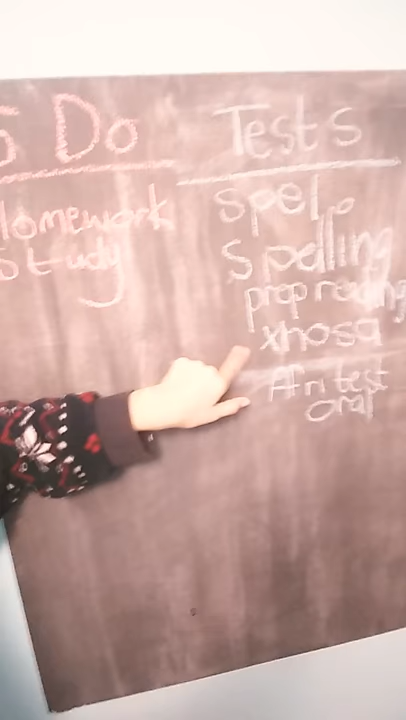 o Do
Homework
Study
Tests
Spel.
Spelling
prep reading
xhosa
Afri test
oral